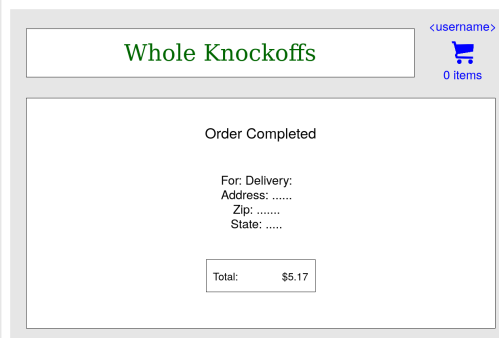 <username>
Whole Knockoffs
0 items
Order Completed
For: Delivery:
Address: ......
Zip: .......
State: .....
Total: $5.17